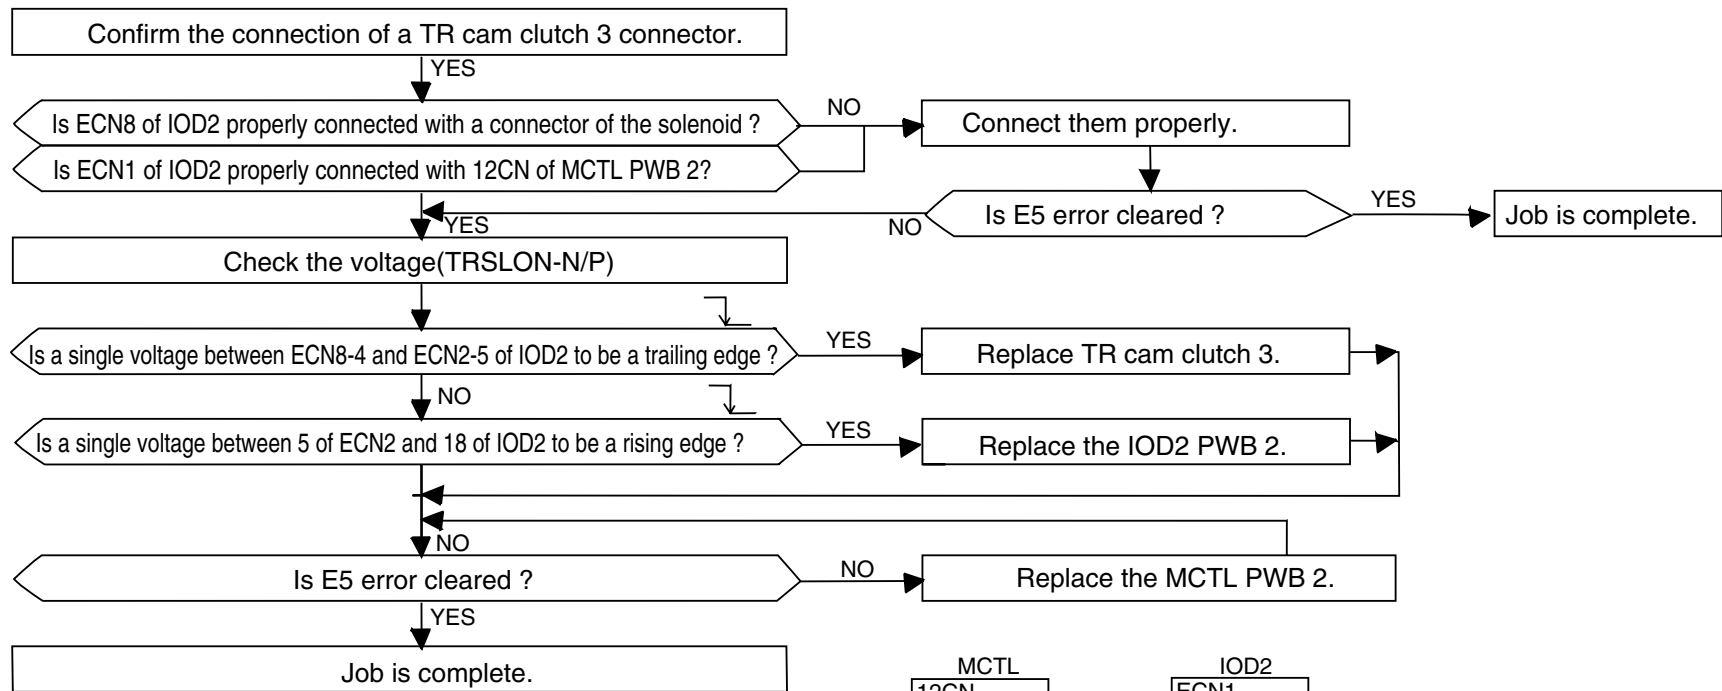 Confirm the connection of a TR cam clutch 3 connector.
YES
Is ECN8 of IOD2 properly connected with a connector of the solenoid ?
NO
Connect them properly.
Is ECN1 of IOD2 properly connected with 12CN of MCTL PWB 2?
Is E5 error cleared ?
YES
Job is complete.
NO
YES
Check the voltage(TRSLON-N/P)
Is a single voltage between ECN8-4 and ECN2-5 of IOD2 to be a trailing edge ?
YES
Replace TR cam clutch 3.
NO
Is a single voltage between 5 of ECN2 and 18 of IOD2 to be a rising edge ?
YES
Replace the IOD2 PWB 2.
NO
Is E5 error cleared ?
NO
Replace the MCTL PWB 2.
YES
Job is complete.
MCTL
IOD2
12CN
ECN1